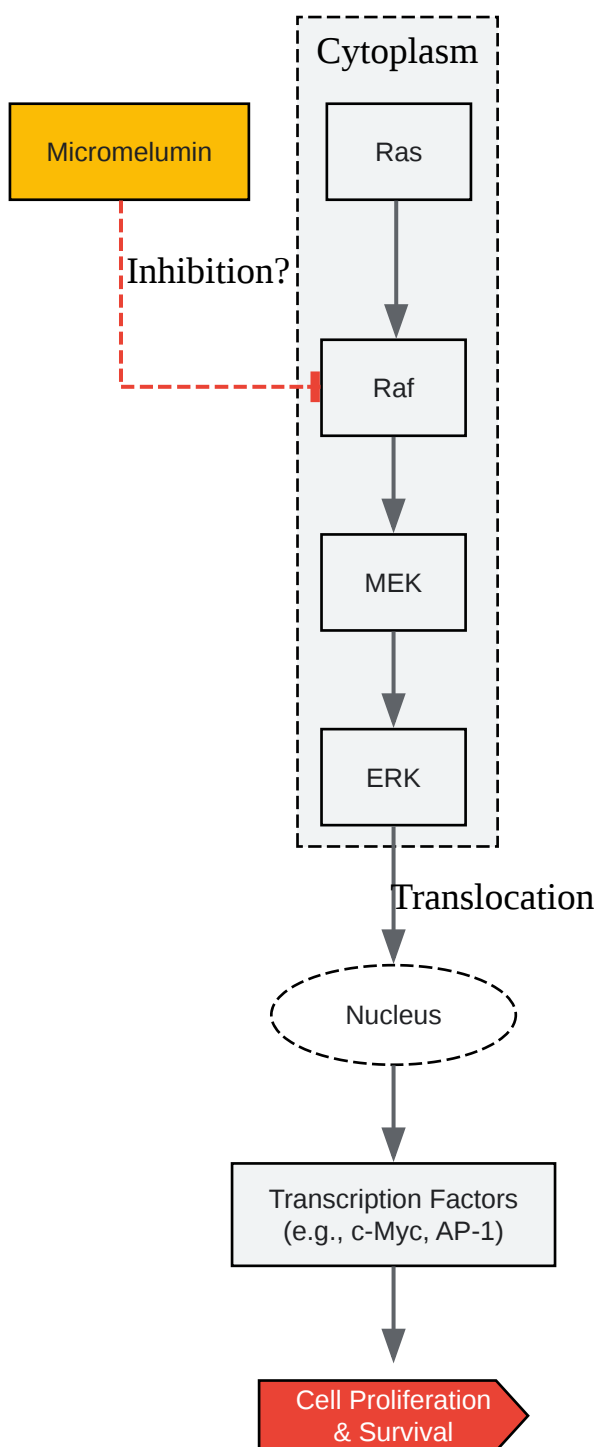 Cytoplasm
Micromelumin
Ras
Inhibition?
Raf
MEK
ERK
Translocation
Nucleus
Transcription Factors
(e.g., c-Myc, AP-1)
Cell Proliferation
& Survival